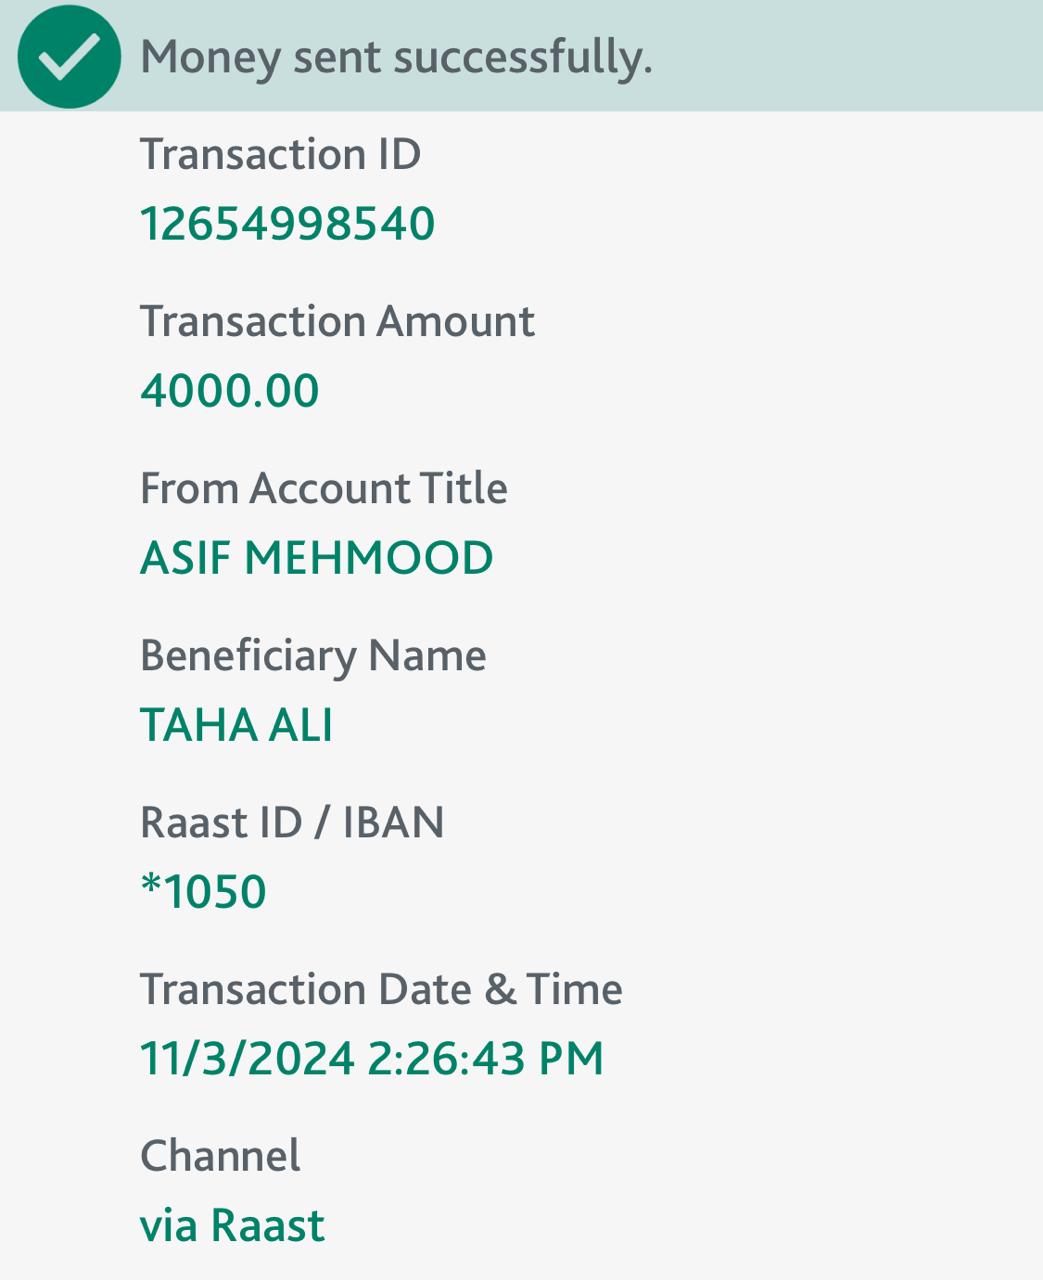 Money sent successfully.
Transaction ID
12654998540
Transaction Amount
4000.00
From Account Title
ASIF MEHMOOD
Beneficiary Name
TAHA ALI
Raast ID / IBAN
*1050
Transaction Date & Time
11/3/2024 2:26:43 PM
Channel
via Raast